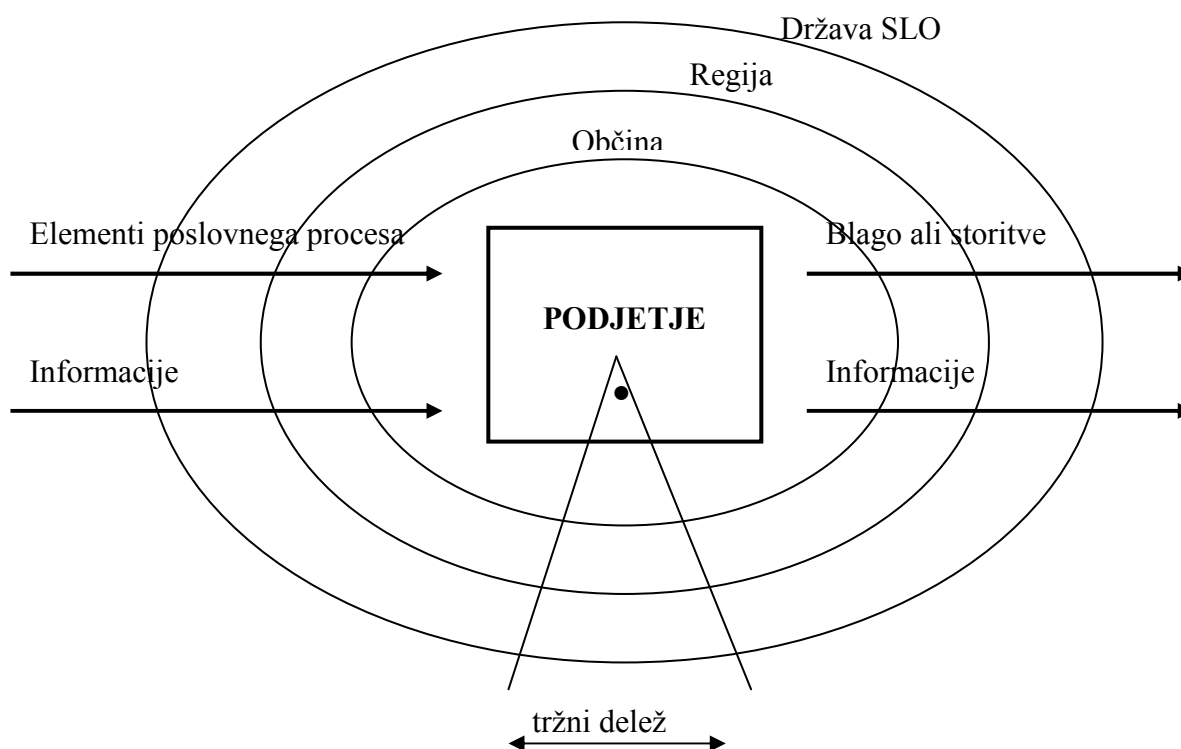 Država SLO
Regija
Občina
Elementi poslovnega procesa
Blago ali storitve
PODJETJE
Informacije
Informacije
tržni delež